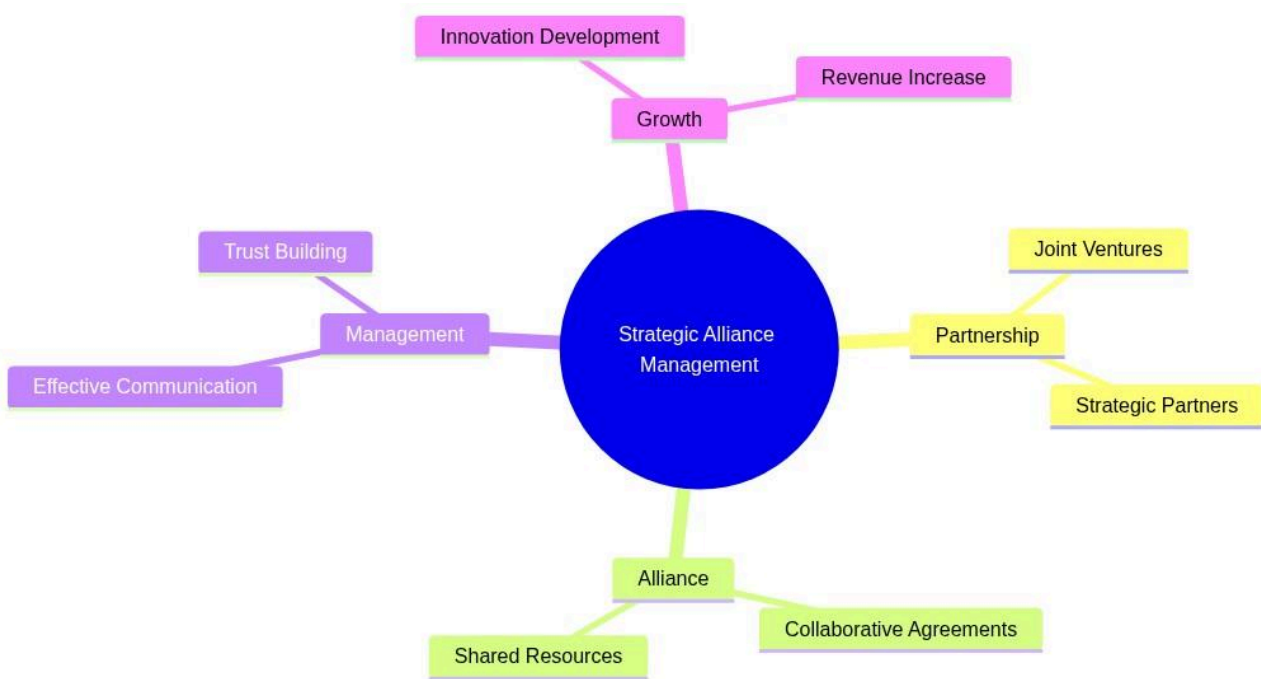 Innovation Development
Revenue Increase
Growth
Trust Building
Joint Ventures
Management
Strategic Alliance
Management
Partnership
Effective Communication
Strategic Partners
Alliance
Collaborative Agreements
Shared Resources